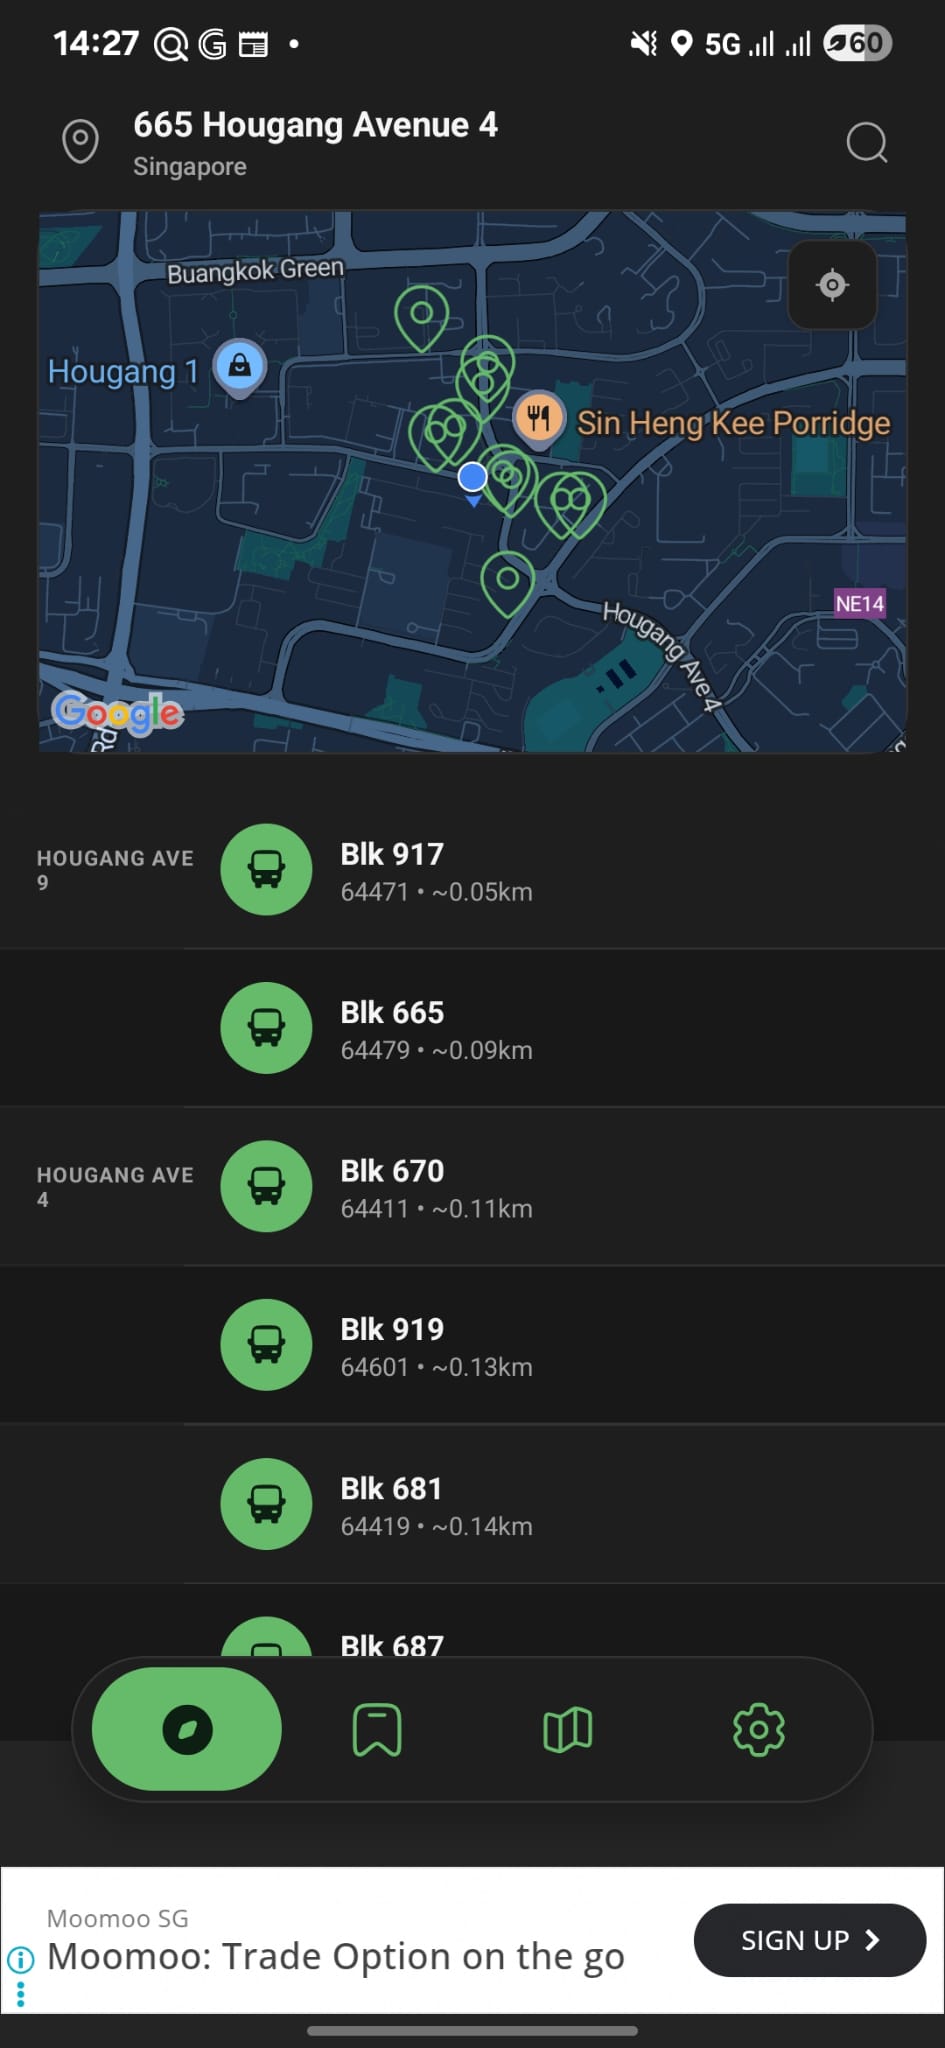 14:27
5G
60
665 Hougang Avenue 4
Singapore
Buangkok Green
Hougang 1
Sin Heng Kee Porridge
NE14
Hougang Ave 4
Google
Rd
HOUGANG AVE
9
Blk 917
64471 • ~0.05km
Blk 665
64479 • ~0.09km
HOUGANG AVE
4
Blk 670
64411 • ~0.11km
Blk 919
64601 • ~0.13km
Blk 681
64419 • ~0.14km
Blk 687
Moomoo SG
Moomoo: Trade Option on the go
SIGN UP